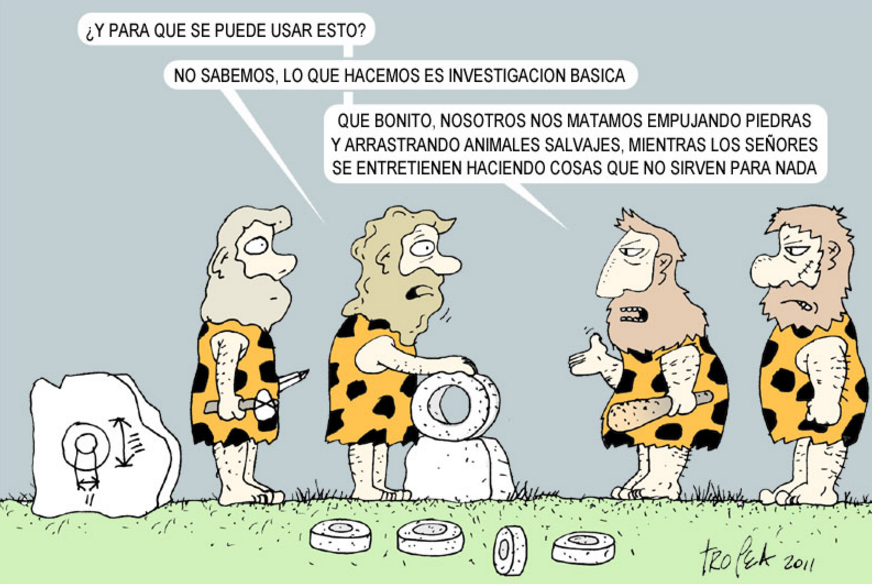 ¿Y PARA QUE SE PUEDE USAR ESTO?
NO SABEMOS, LO QUE HACEMOS ES INVESTIGACION BASICA
QUE BONITO, NOSOTROS NOS MATAMOS EMPUJANDO PIEDRAS
Y ARRASTRANDO ANIMALES SALVAJES, MIENTRAS LOS SEÑORES
SE ENTRETIENEN HACIENDO COSAS QUE NO SIRVEN PARA NADA
TROPEA 2011